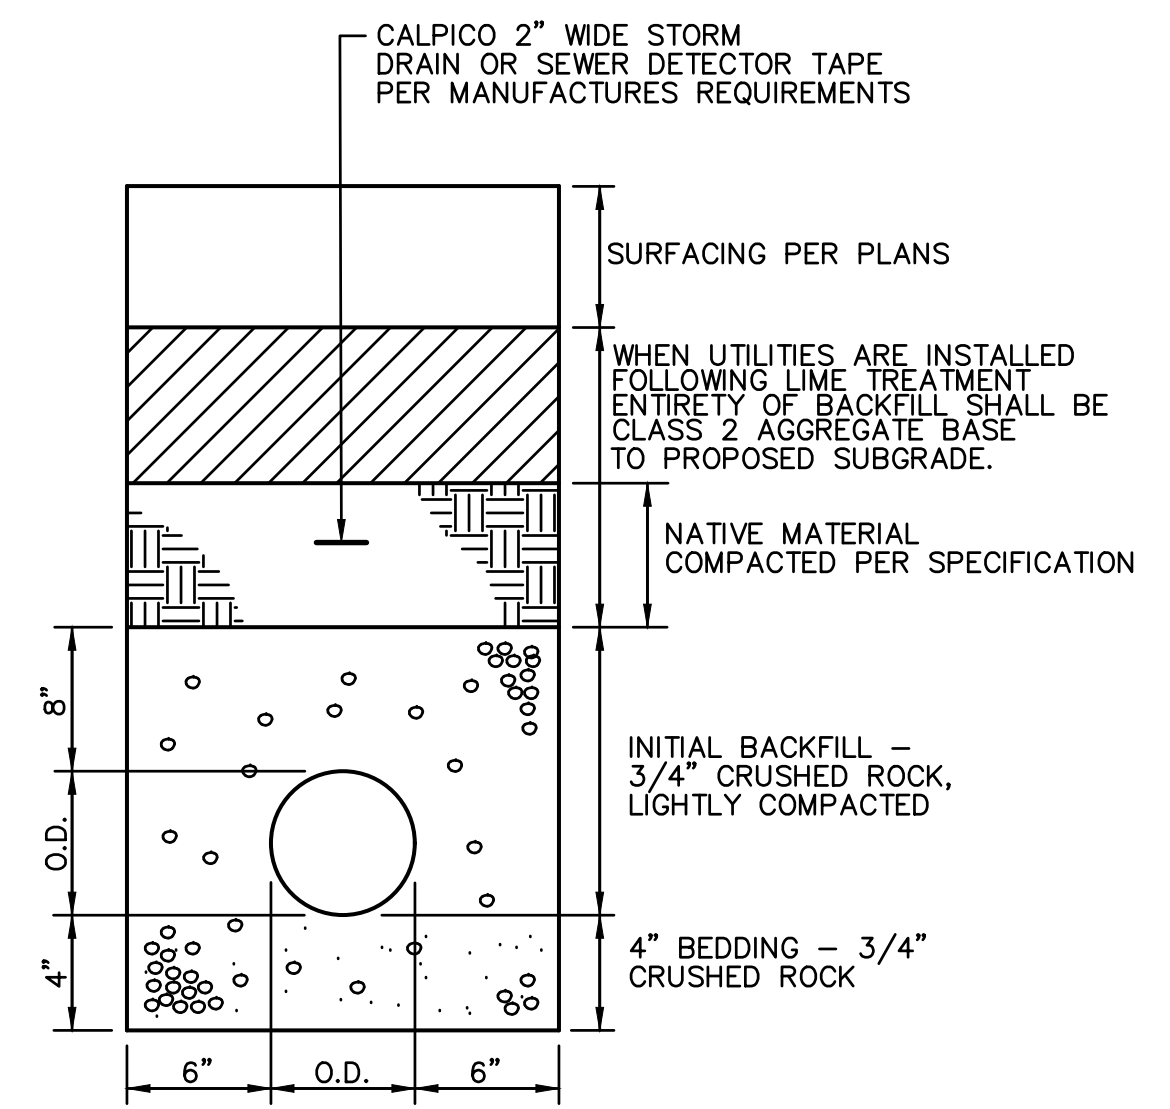 CALPICO 2" WIDE STORM
DRAIN OR SEWER DETECTOR TAPE
PER MANUFACTURES REQUIREMENTS
SURFACING PER PLANS
WHEN UTILITIES ARE INSTALLED
FOLLOWING LIME TREATMENT
ENTIRETY OF BACKFILL SHALL BE
CLASS 2 AGGREGATE BASE
TO PROPOSED SUBGRADE.
NATIVE MATERIAL
COMPACTED PER SPECIFICATION
8"
INITIAL BACKFILL –
3/4" CRUSHED ROCK,
LIGHTLY COMPACTED
O.D.
4"
4" BEDDING – 3/4"
CRUSHED ROCK
6"
O.D.
6"